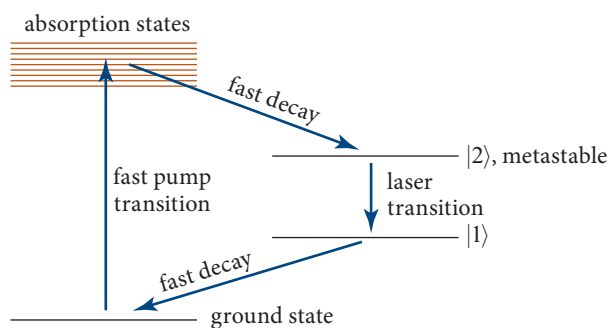 absorption states
fast decay
|2⟩, metastable
fast pump
transition
laser
transition
|1⟩
fast decay
ground state